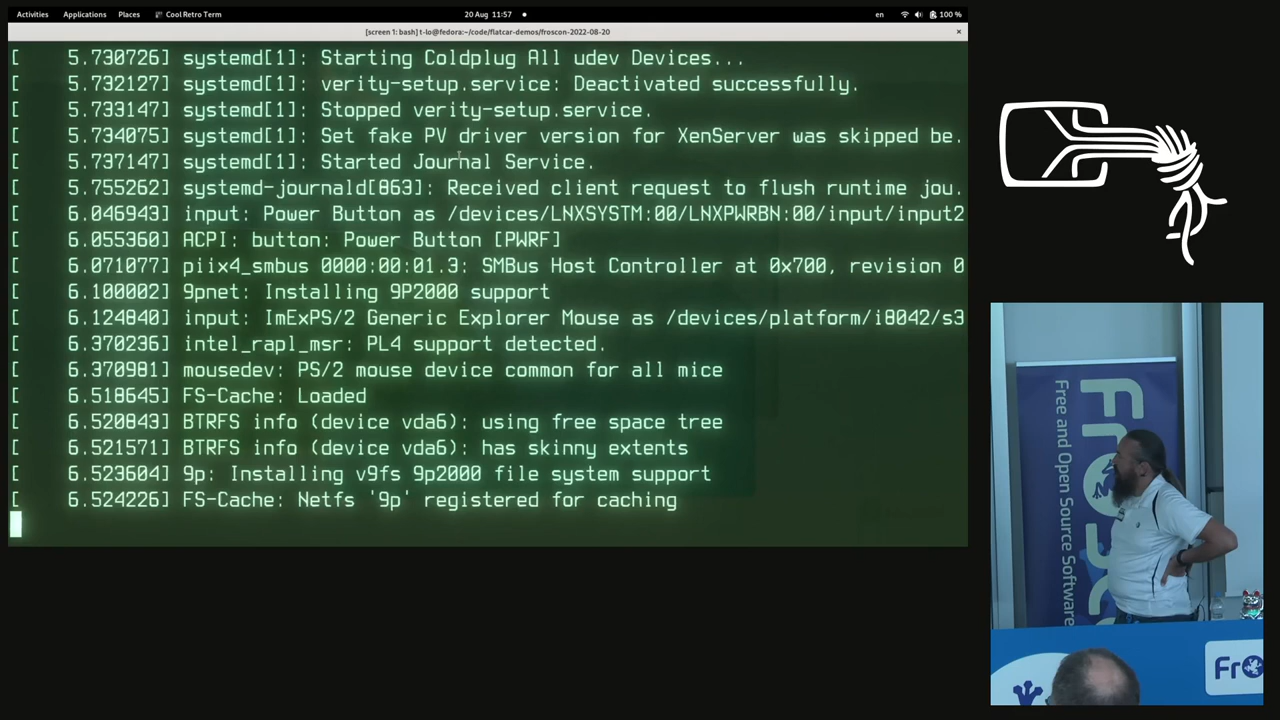 Activities Applications Places Cool Retro Term 20 Aug 11:57 en 100 %
[screen 1: bash] t-lo@fedora:~/code/flatcar-demos/froscon-2022-08-20
[ 5.730726] systemd[1]: Starting Coldplug All udev Devices...
[ 5.732127] systemd[1]: verity-setup.service: Deactivated successfully.
[ 5.733147] systemd[1]: Stopped verity-setup.service.
[ 5.734075] systemd[1]: Set fake PV driver version for XenServer was skipped be.
[ 5.737147] systemd[1]: Started Journal Service.
[ 5.755262] systemd-journald[863]: Received client request to flush runtime jou.
[ 6.046943] input: Power Button as /devices/LNXSYSTM:00/LNXPWRBN:00/input/input2
[ 6.055360] ACPI: button: Power Button [PWRF]
[ 6.071077] piix4_smbus 0000:00:01.3: SMBus Host Controller at 0x700, revision 0
[ 6.100002] 9pnet: Installing 9P2000 support
[ 6.124840] input: ImExPS/2 Generic Explorer Mouse as /devices/platform/i8042/s3
[ 6.370236] intel_rapl_msr: PL4 support detected.
[ 6.370981] mousedev: PS/2 mouse device common for all mice
[ 6.518645] FS-Cache: Loaded
[ 6.520843] BTRFS info (device vda6): using free space tree
[ 6.521571] BTRFS info (device vda6): has skinny extents
[ 6.523604] 9p: Installing v9fs 9p2000 file system support
[ 6.524226] FS-Cache: Netfs '9p' registered for caching
FrOSC
Free and Open Source Software
FrO